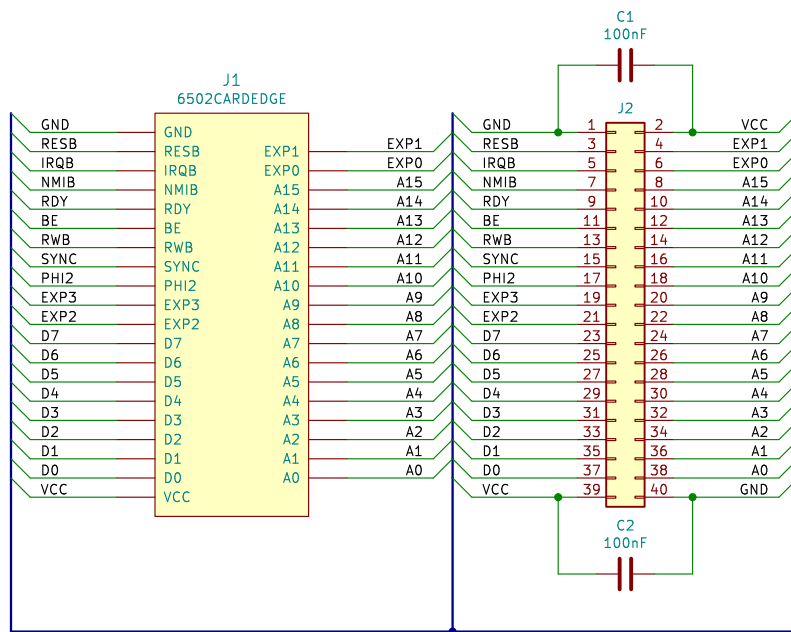 C1
100nF
J1
6502CARDEDGE
J2
GND GND GND 1 2 VCC
RESB RESB EXP1 EXP1 RESB 3 4 EXP1
IRQB IRQB EXP0 EXP0 IRQB 5 6 EXP0
NMIB NMIB A15 A15 NMIB 7 8 A15
RDY RDY A14 A14 RDY 9 10 A14
BE BE A13 A13 BE 11 12 A13
RWB RWB A12 A12 RWB 13 14 A12
SYNC SYNC A11 A11 SYNC 15 16 A11
PHI2 PHI2 A10 A10 PHI2 17 18 A10
EXP3 EXP3 A9 A9 EXP3 19 20 A9
EXP2 EXP2 A8 A8 EXP2 21 22 A8
D7 D7 A7 A7 D7 23 24 A7
D6 D6 A6 A6 D6 25 26 A6
D5 D5 A5 A5 D5 27 28 A5
D4 D4 A4 A4 D4 29 30 A4
D3 D3 A3 A3 D3 31 32 A3
D2 D2 A2 A2 D2 33 34 A2
D1 D1 A1 A1 D1 35 36 A1
D0 D0 A0 A0 D0 37 38 A0
VCC VCC VCC 39 40 GND
C2
100nF